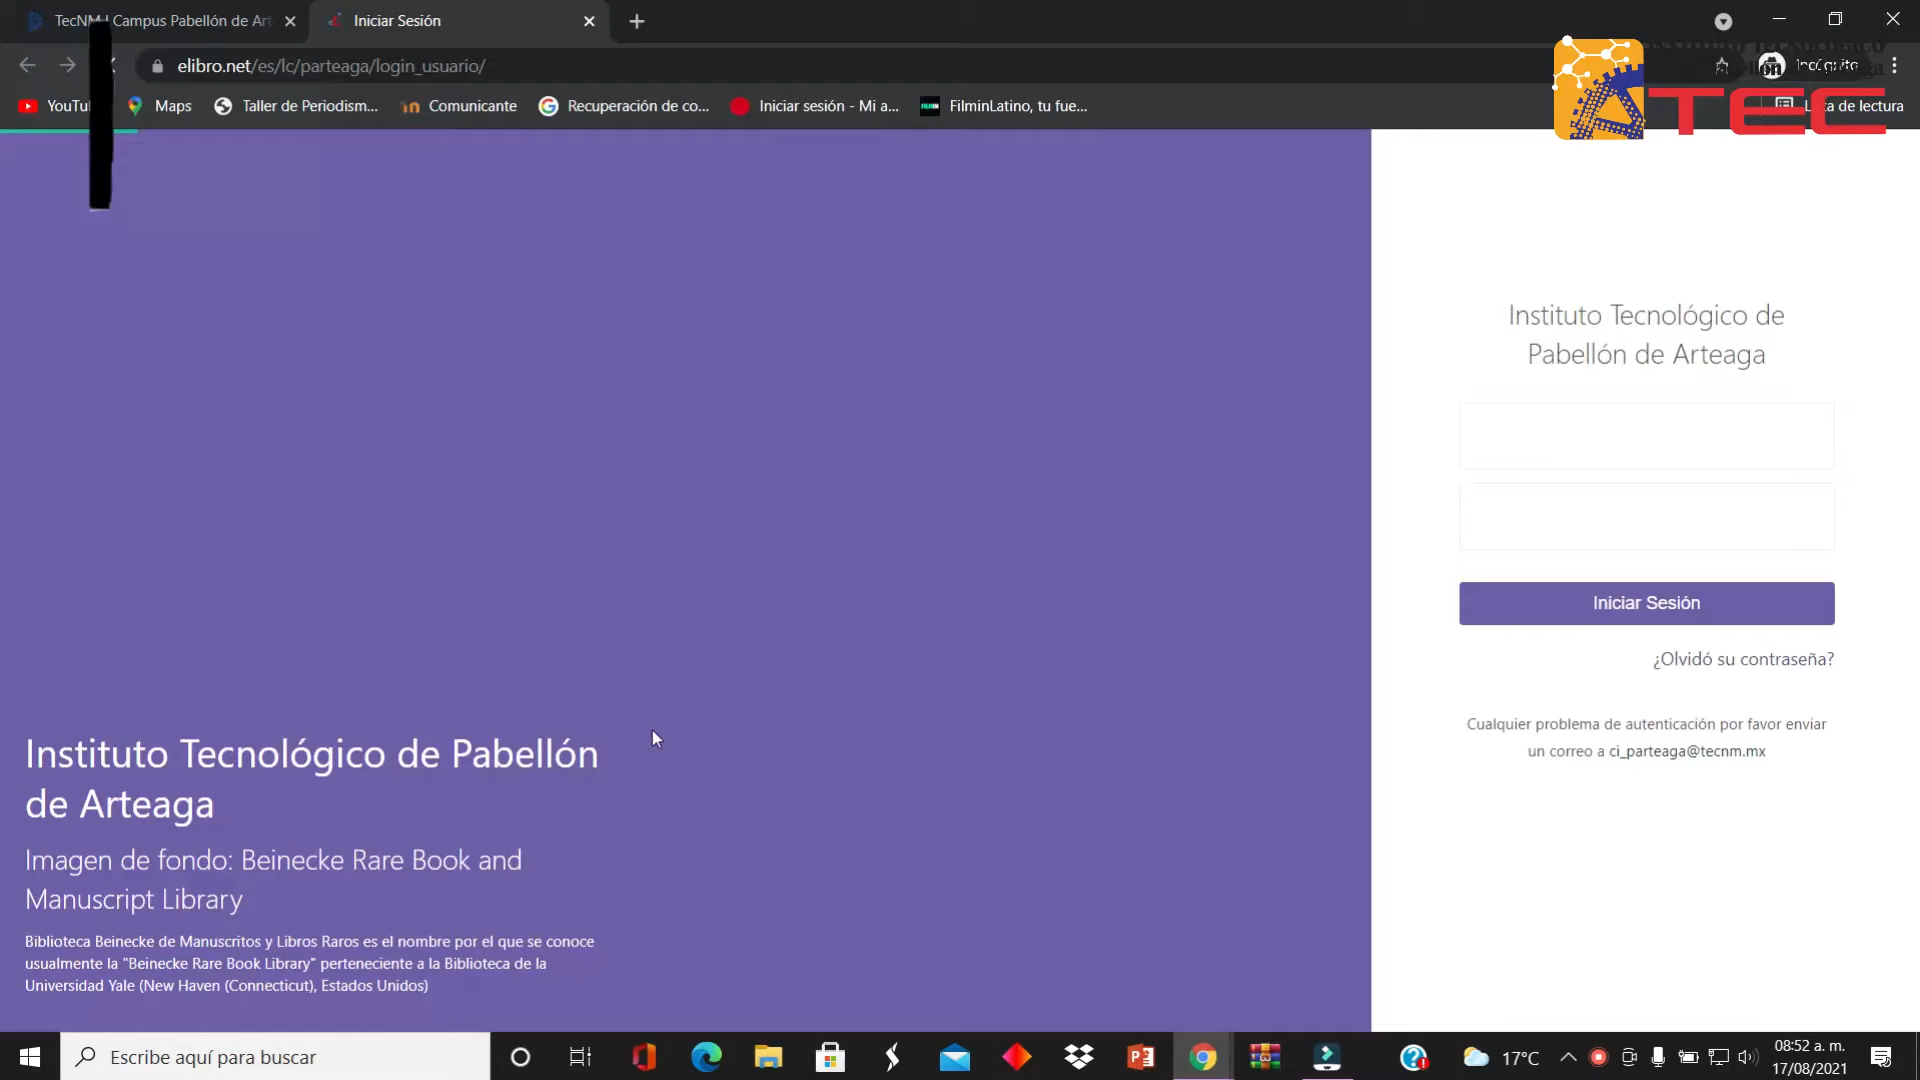 TecNM | Campus Pabellón de Art
Iniciar Sesión
elibro.net/es/lc/parteaga/login_usuario/
Incógnito
YouTu
Maps
Taller de Periodism...
Comunicante
Recuperación de co...
Iniciar sesión - Mi a...
FilminLatino, tu fue...
de lectura
TEC
Instituto Tecnológico de
Pabellón de Arteaga
Iniciar Sesión
¿Olvidó su contraseña?
Cualquier problema de autenticación por favor enviar
un correo a ci_parteaga@tecnm.mx
Instituto Tecnológico de Pabellón
de Arteaga
Imagen de fondo: Beinecke Rare Book and
Manuscript Library
Biblioteca Beinecke de Manuscritos y Libros Raros es el nombre por el que se conoce
usualmente la "Beinecke Rare Book Library" perteneciente a la Biblioteca de la
Universidad Yale (New Haven (Connecticut), Estados Unidos)
Escribe aquí para buscar
17°C
08:52 a. m.
17/08/2021